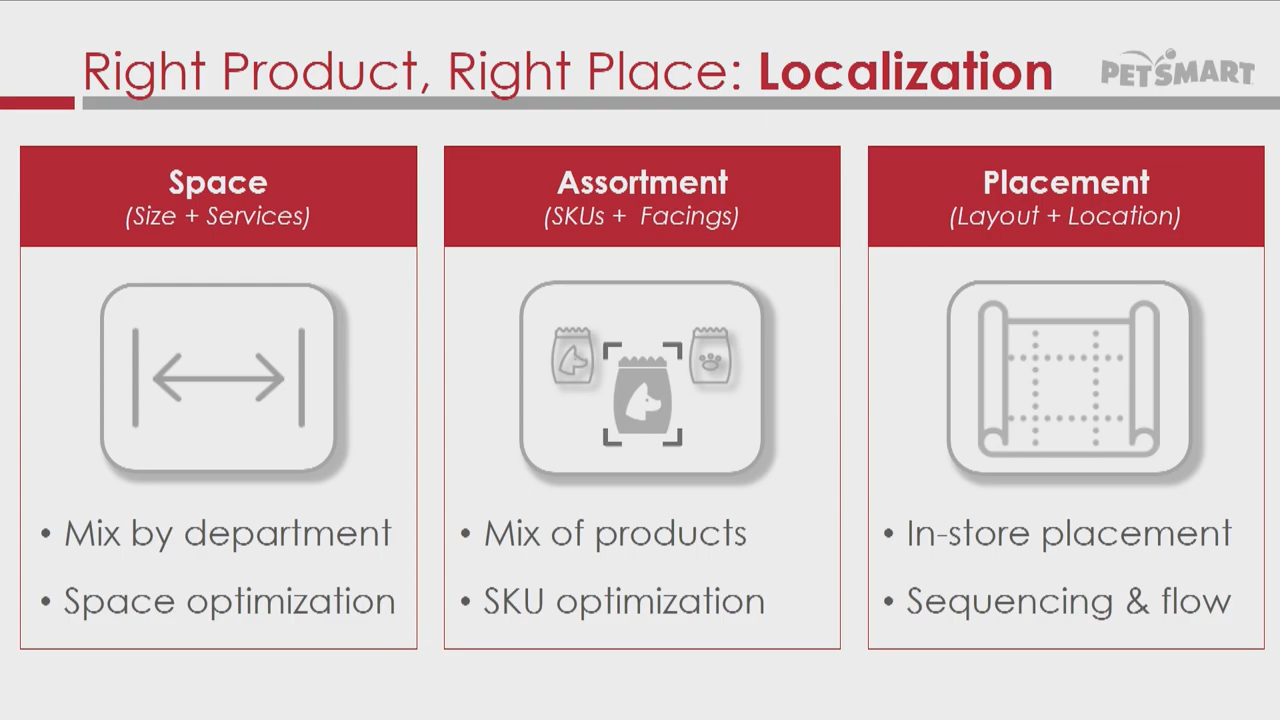 Right Product, Right Place: Localization
PETSMART
Space
(Size + Services)
• Mix by department
• Space optimization
Assortment
(SKUs + Facings)
• Mix of products
• SKU optimization
Placement
(Layout + Location)
• In-store placement
• Sequencing & flow